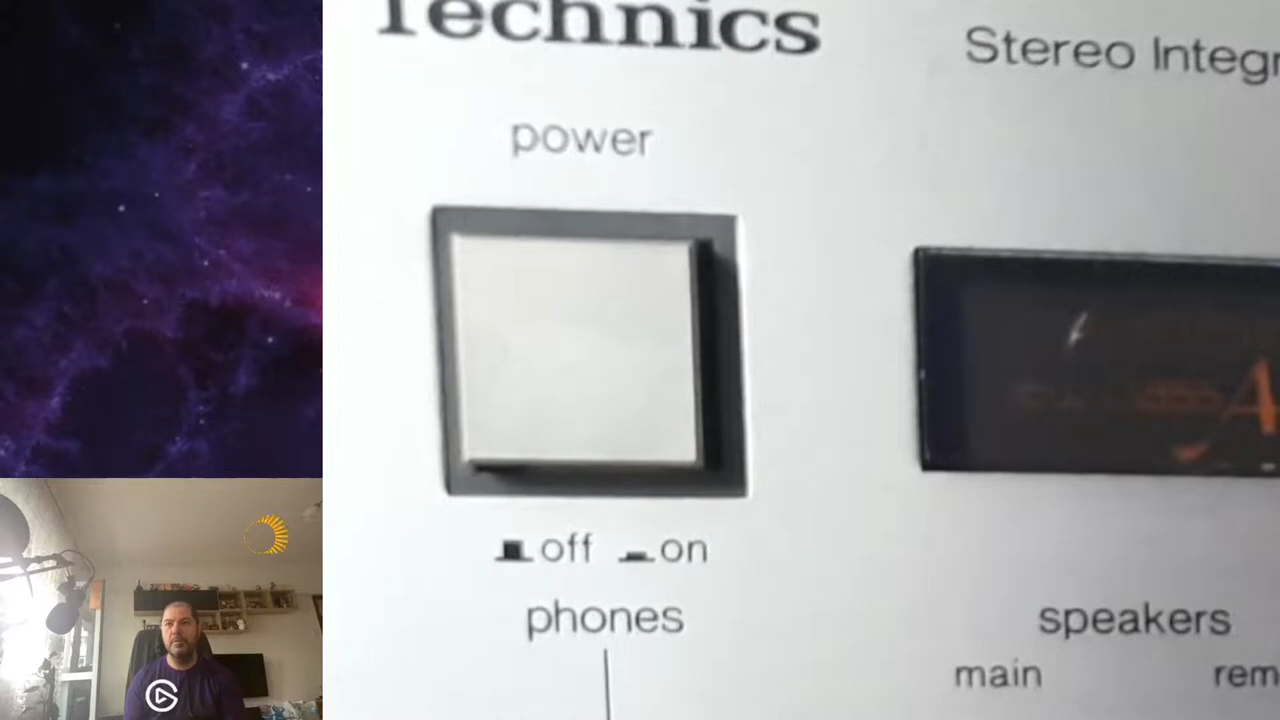 Technics
Stereo Integr
power
off on
phones
speakers
main rem